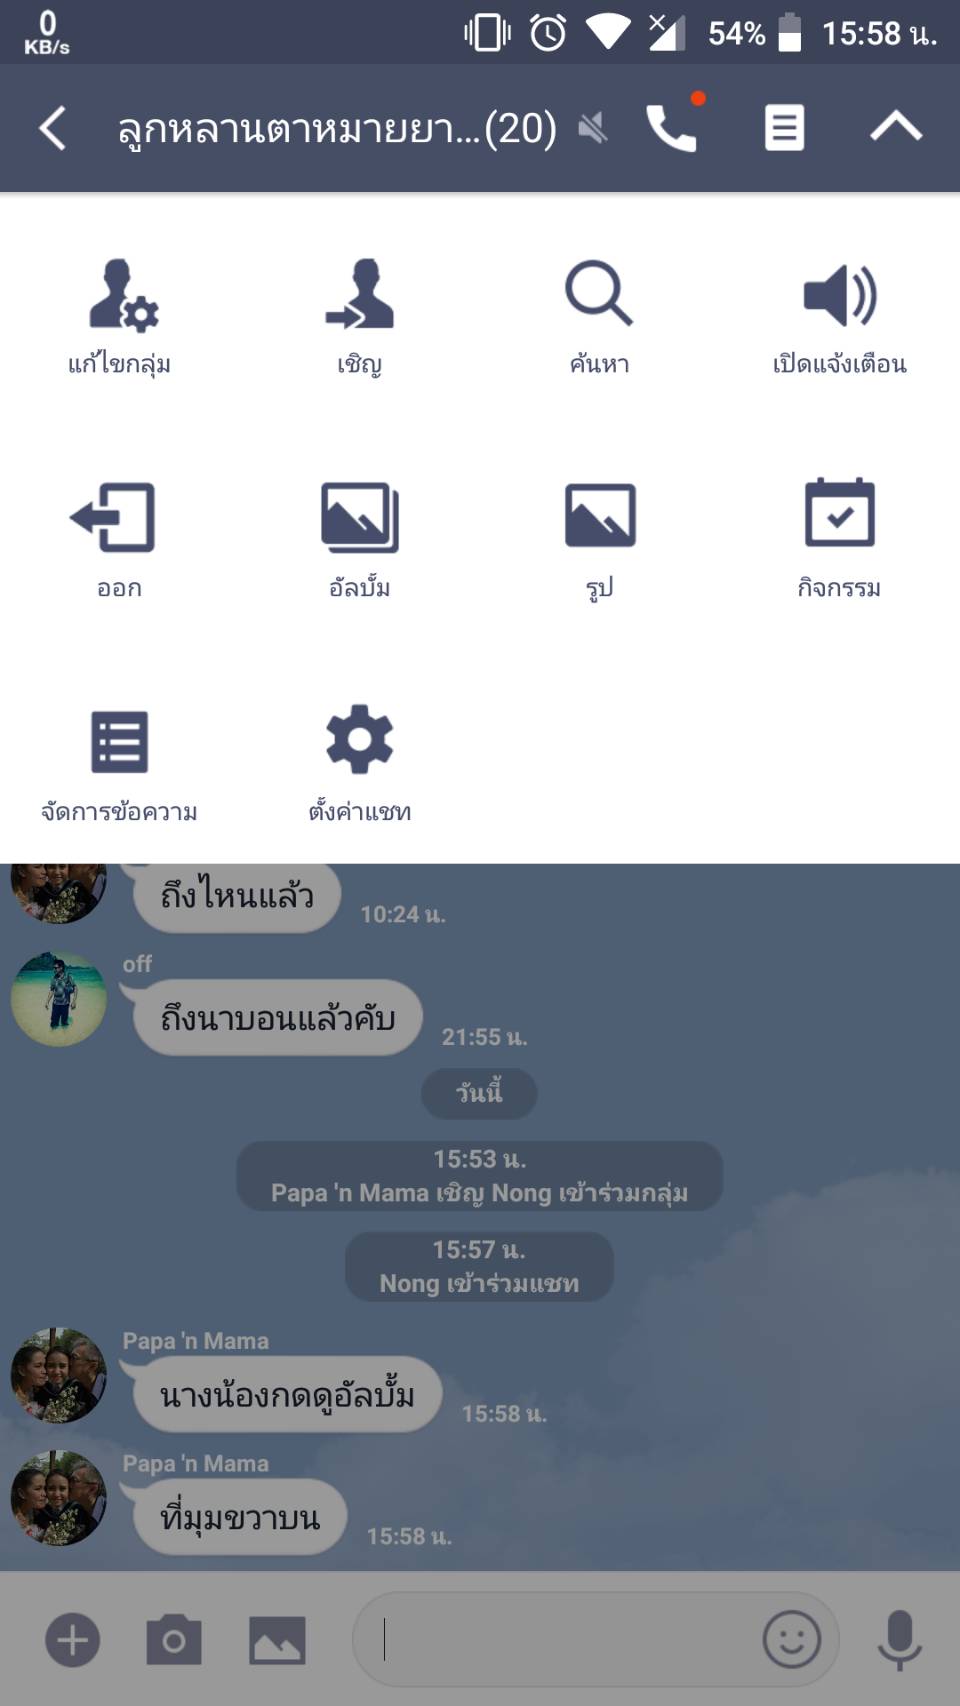 0
KB/s
54%
15:58 น.
ลูกหลานตาหมายยา...(20)
แก้ไขกลุ่ม
เชิญ
ค้นหา
เปิดแจ้งเตือน
ออก
อัลบั้ม
รูป
กิจกรรม
จัดการข้อความ
ตั้งค่าแชท
ถึงไหนแล้ว
10:24 น.
off
ถึงนาบอนแล้วคับ
21:55 น.
วันนี้
15:53 น.
Papa 'n Mama เชิญ Nong เข้าร่วมกลุ่ม
15:57 น.
Nong เข้าร่วมแชท
Papa 'n Mama
นางน้องกดดูอัลบั้ม
15:58 น.
Papa 'n Mama
ที่มุมขวาบน
15:58 น.